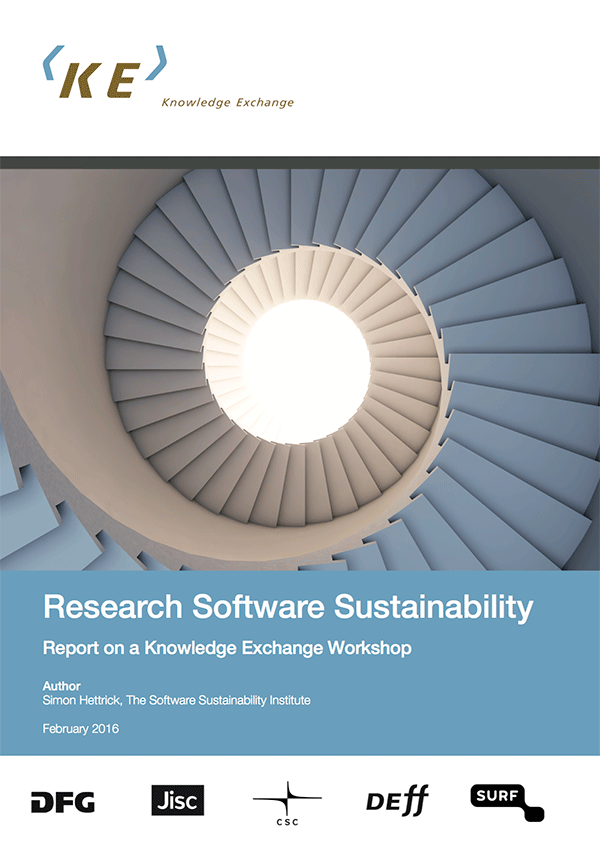 KE
Knowledge Exchange
Research Software Sustainability
Report on a Knowledge Exchange Workshop
Author
Simon Hettrick, The Software Sustainability Institute
February 2016
DFG Jisc CSC DEff SURF